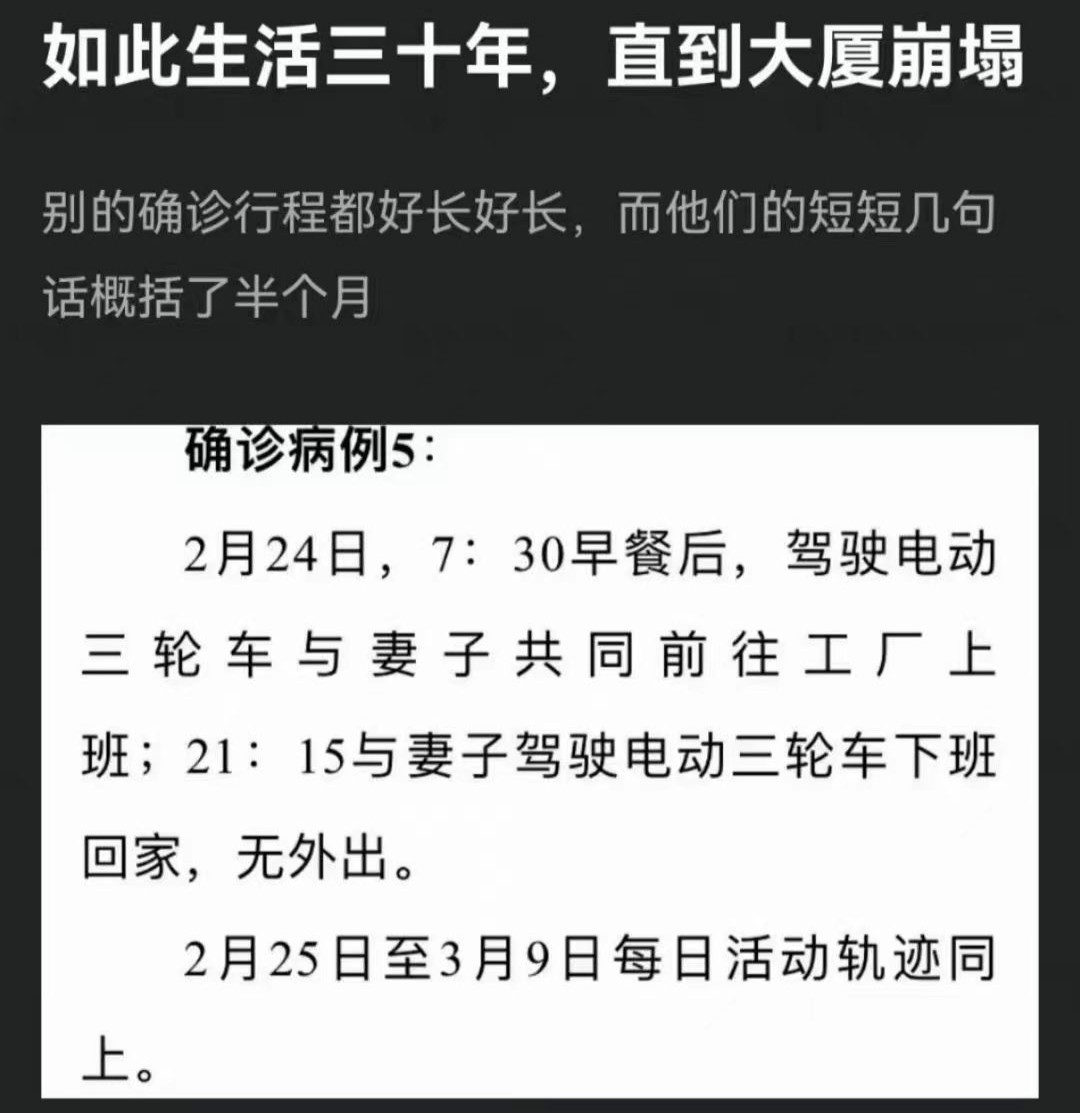 如此生活三十年，直到大厦崩塌
别的确诊行程都好长好长，而他们的短短几句
话概括了半个月
确诊病例5：
2月24日，7：30早餐后，驾驶电动
三轮车与妻子共同前往工厂上
班；21：15与妻子驾驶电动三轮车下班
回家，无外出。
2月25日至3月9日每日活动轨迹同
上。